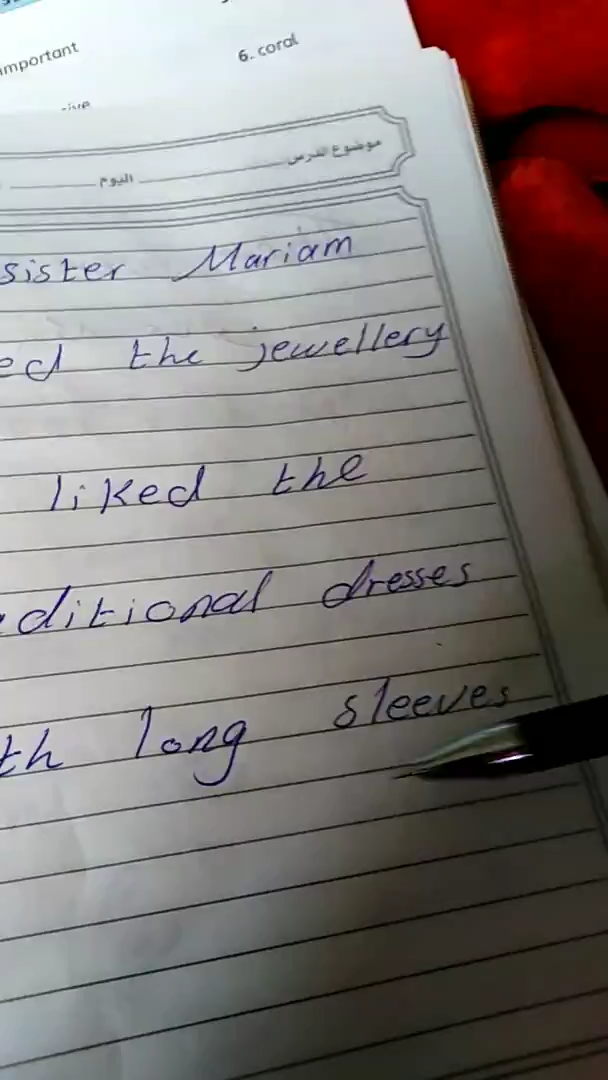 important
6. coral
موضوع الدرس
اليوم
sister Mariam
ed the jewellery
liked the
ditional dresses
th long sleeves